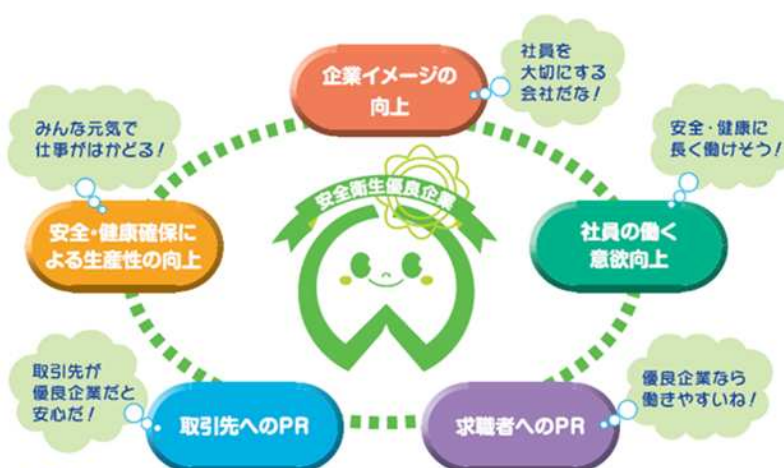 企業イメージの
向上
社員を
大切にする
会社だな！
みんな元気で
仕事がはかどる！
安全・健康に
長く働けそう！
安全衛生優良企業
安全・健康確保に
よる生産性の向上
社員の働く
意欲向上
取引先が
優良企業だと
安心だ！
取引先へのPR
求職者へのPR
優良企業なら
働きやすいね！